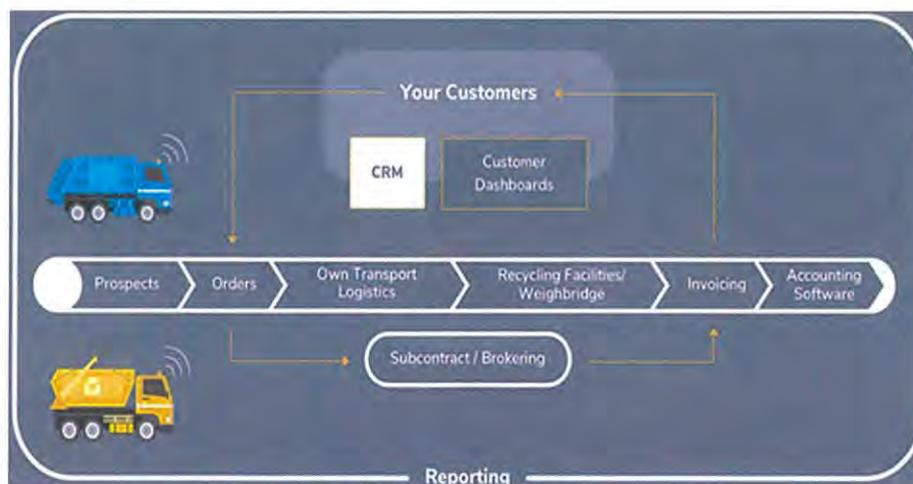 Your Customers
CRM
Customer
Dashboards
Prospects
Orders
Own Transport
Logistics
Recycling Facilities/
Weighbridge
Invoicing
Accounting
Software
Subcontract / Brokering
Reporting